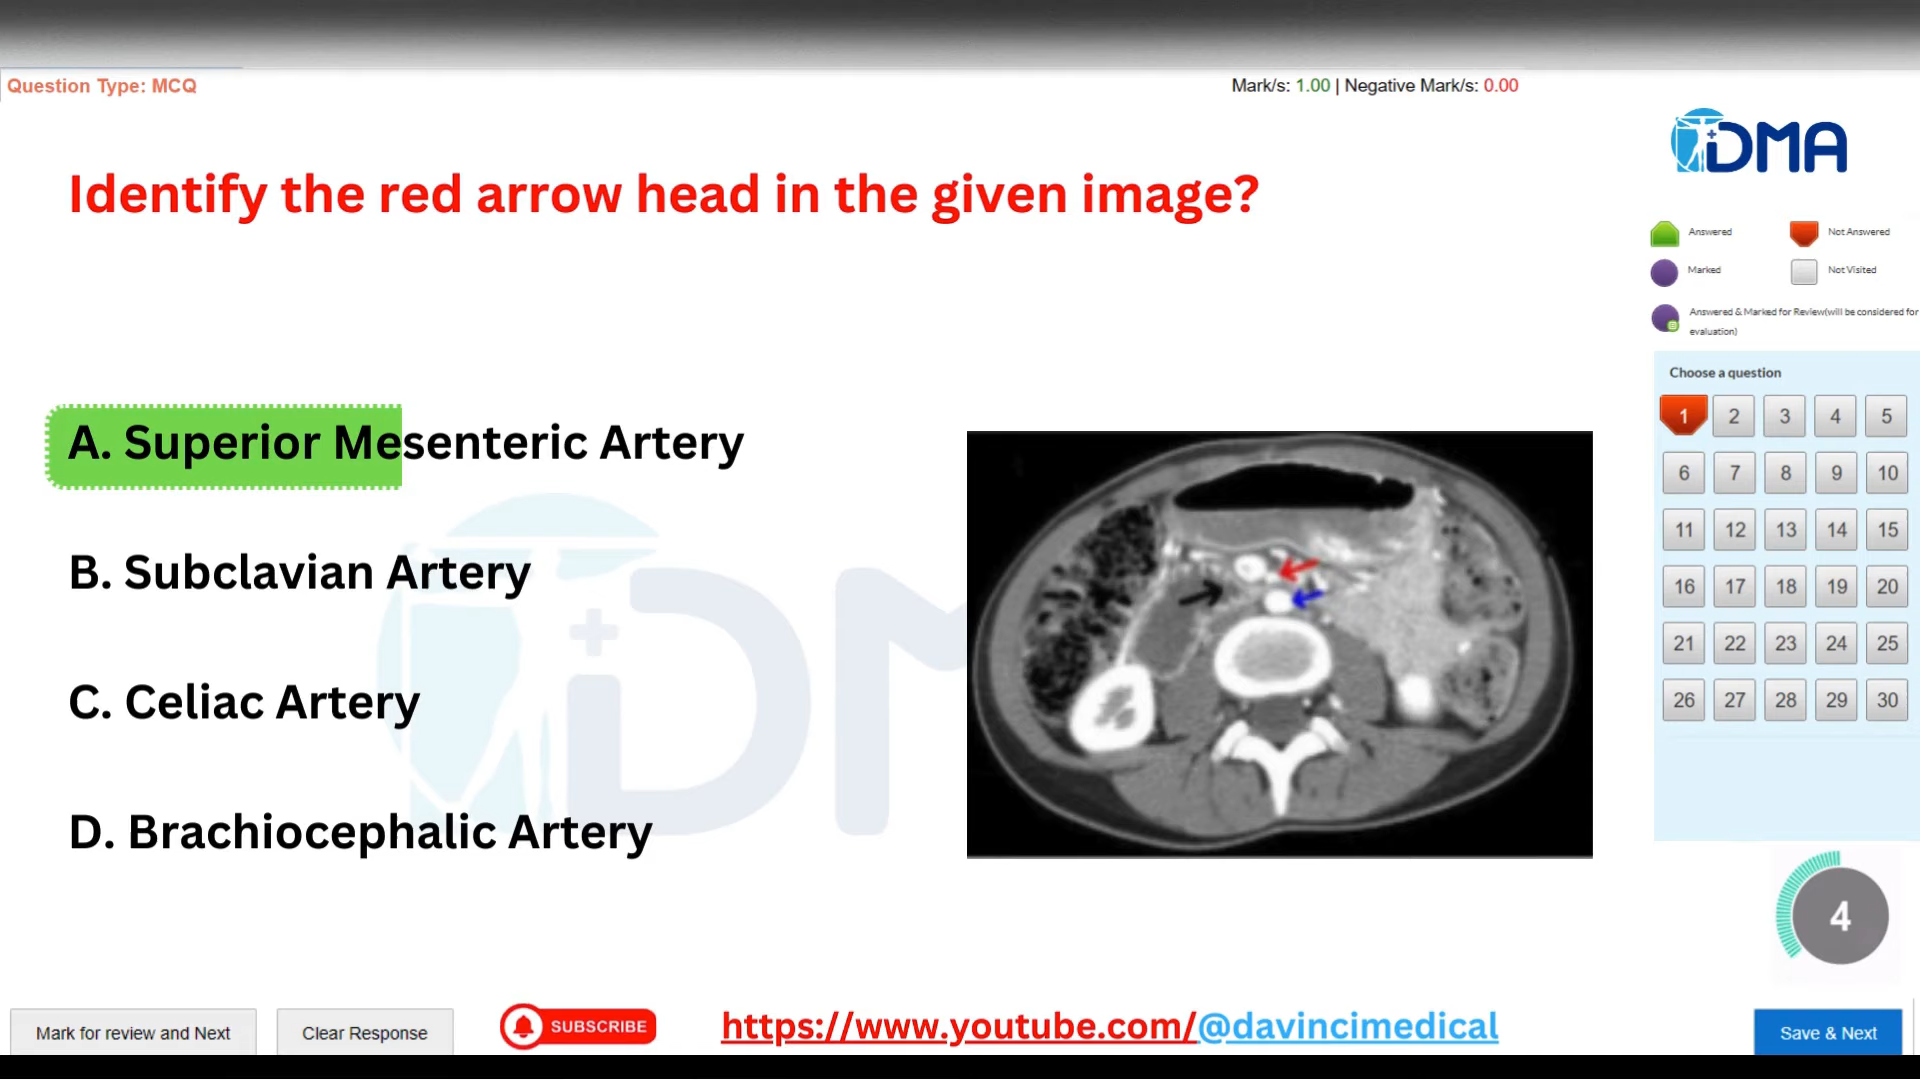 Question Type: MCQ
Mark/s: 1.00 | Negative Mark/s: 0.00
iDMA
Identify the red arrow head in the given image?
Answered
Not Answered
Marked
Not Visited
Answered & Marked for Review(will be considered for
evaluation)
Choose a question
1 2 3 4 5
6 7 8 9 10
11 12 13 14 15
16 17 18 19 20
21 22 23 24 25
26 27 28 29 30
A. Superior Mesenteric Artery
B. Subclavian Artery
C. Celiac Artery
D. Brachiocephalic Artery
iDM
4
Mark for review and Next
Clear Response
SUBSCRIBE
https://www.youtube.com/@davincimedical
Save & Next